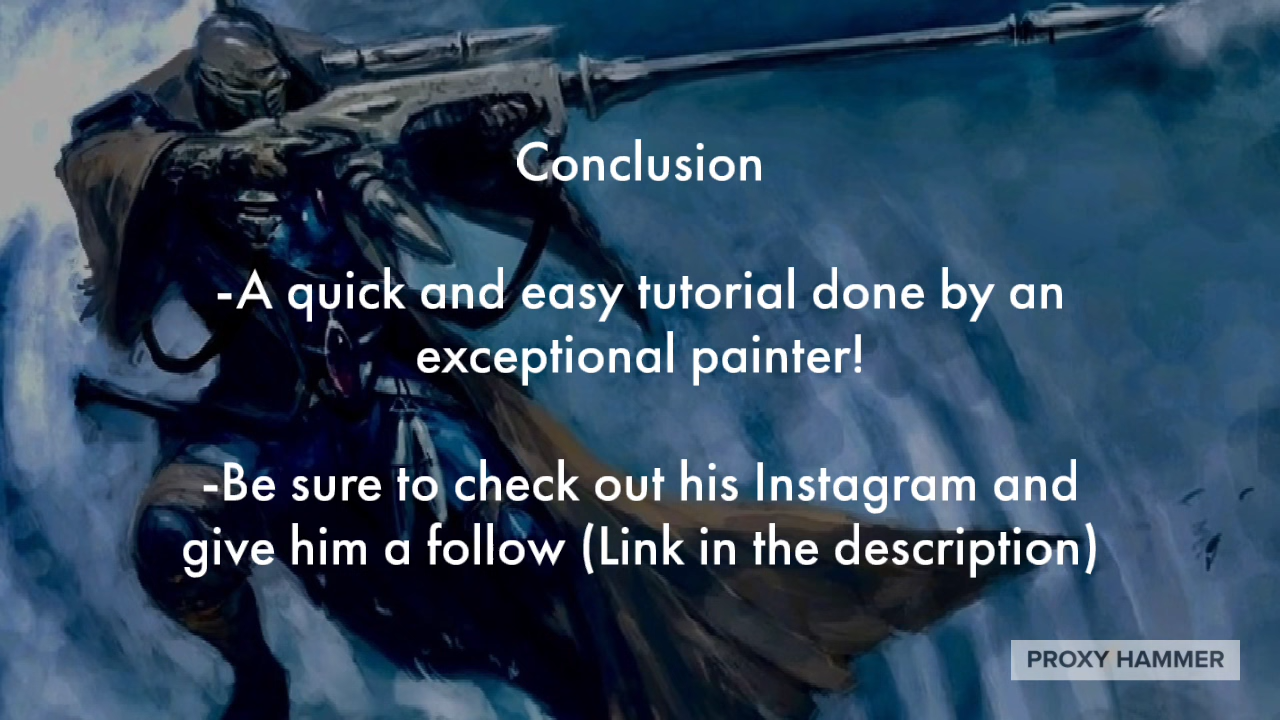 Conclusion
-A quick and easy tutorial done by an
exceptional painter!
-Be sure to check out his Instagram and
give him a follow (Link in the description)
PROXY HAMMER